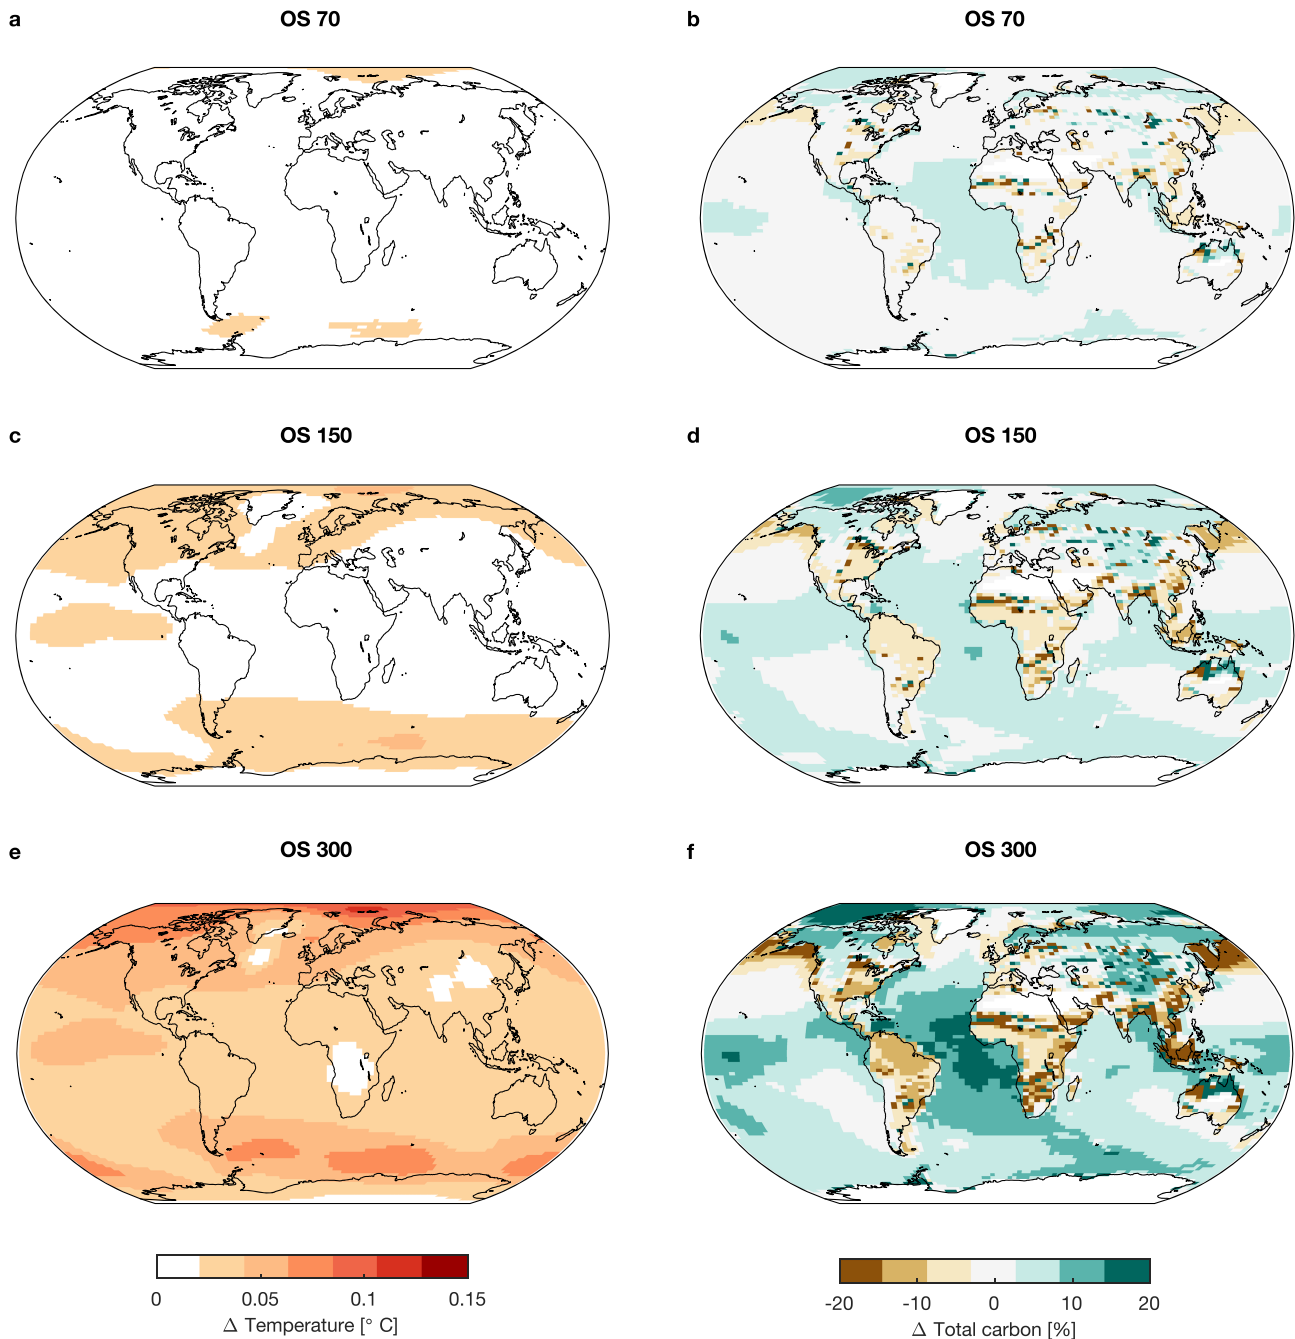 a
OS 70
b
OS 70
c
OS 150
d
OS 150
e
OS 300
f
OS 300
0 0.05 0.1 0.15
Δ Temperature [° C]
-20 -10 0 10 20
Δ Total carbon [%]